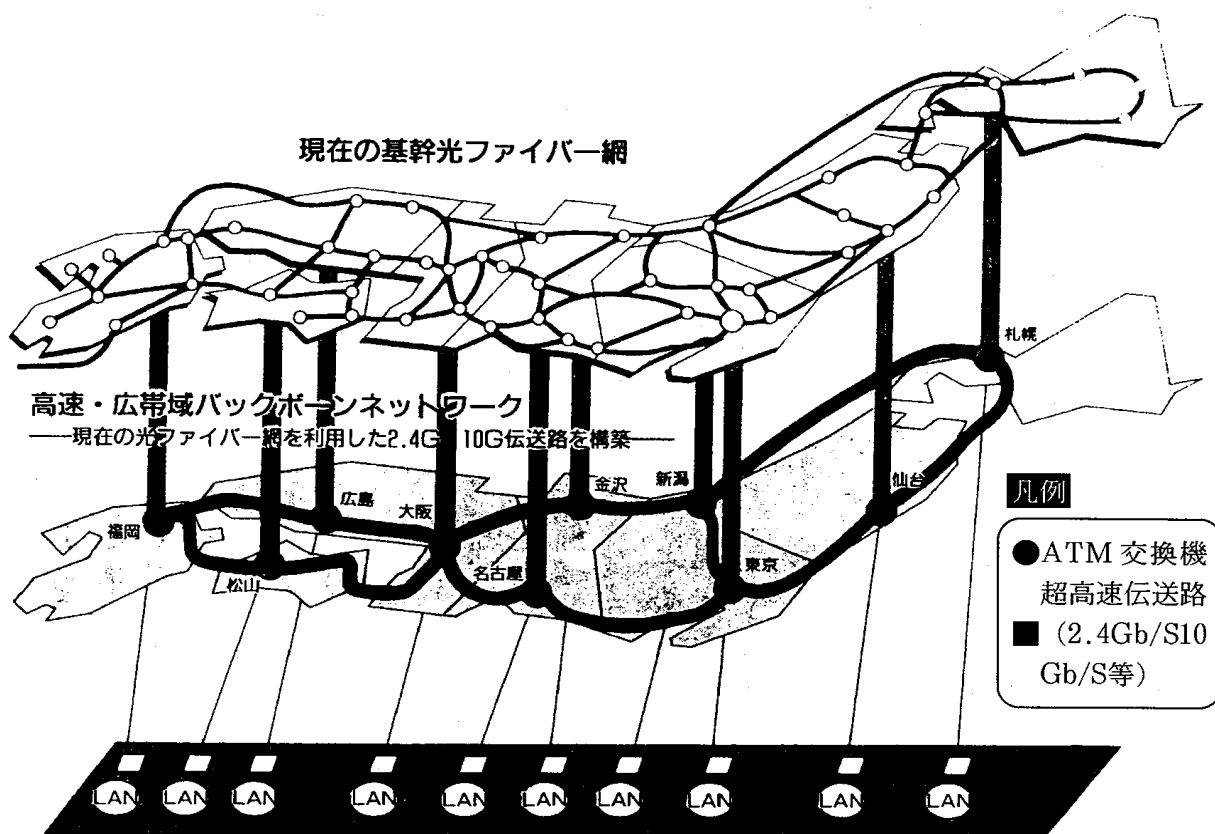 現在の基幹光ファイバー網
高速・広帯域バックボーンネットワーク
──現在の光ファイバー網を利用した2.4G 10G伝送路を構築──
札幌
仙台
新潟
金沢
広島
大阪
福岡
松山
名古屋
東京
凡例
●ATM 交換機
超高速伝送路
■ (2.4Gb/S10
Gb/S等)
LAN LAN LAN LAN LAN LAN LAN LAN LAN LAN